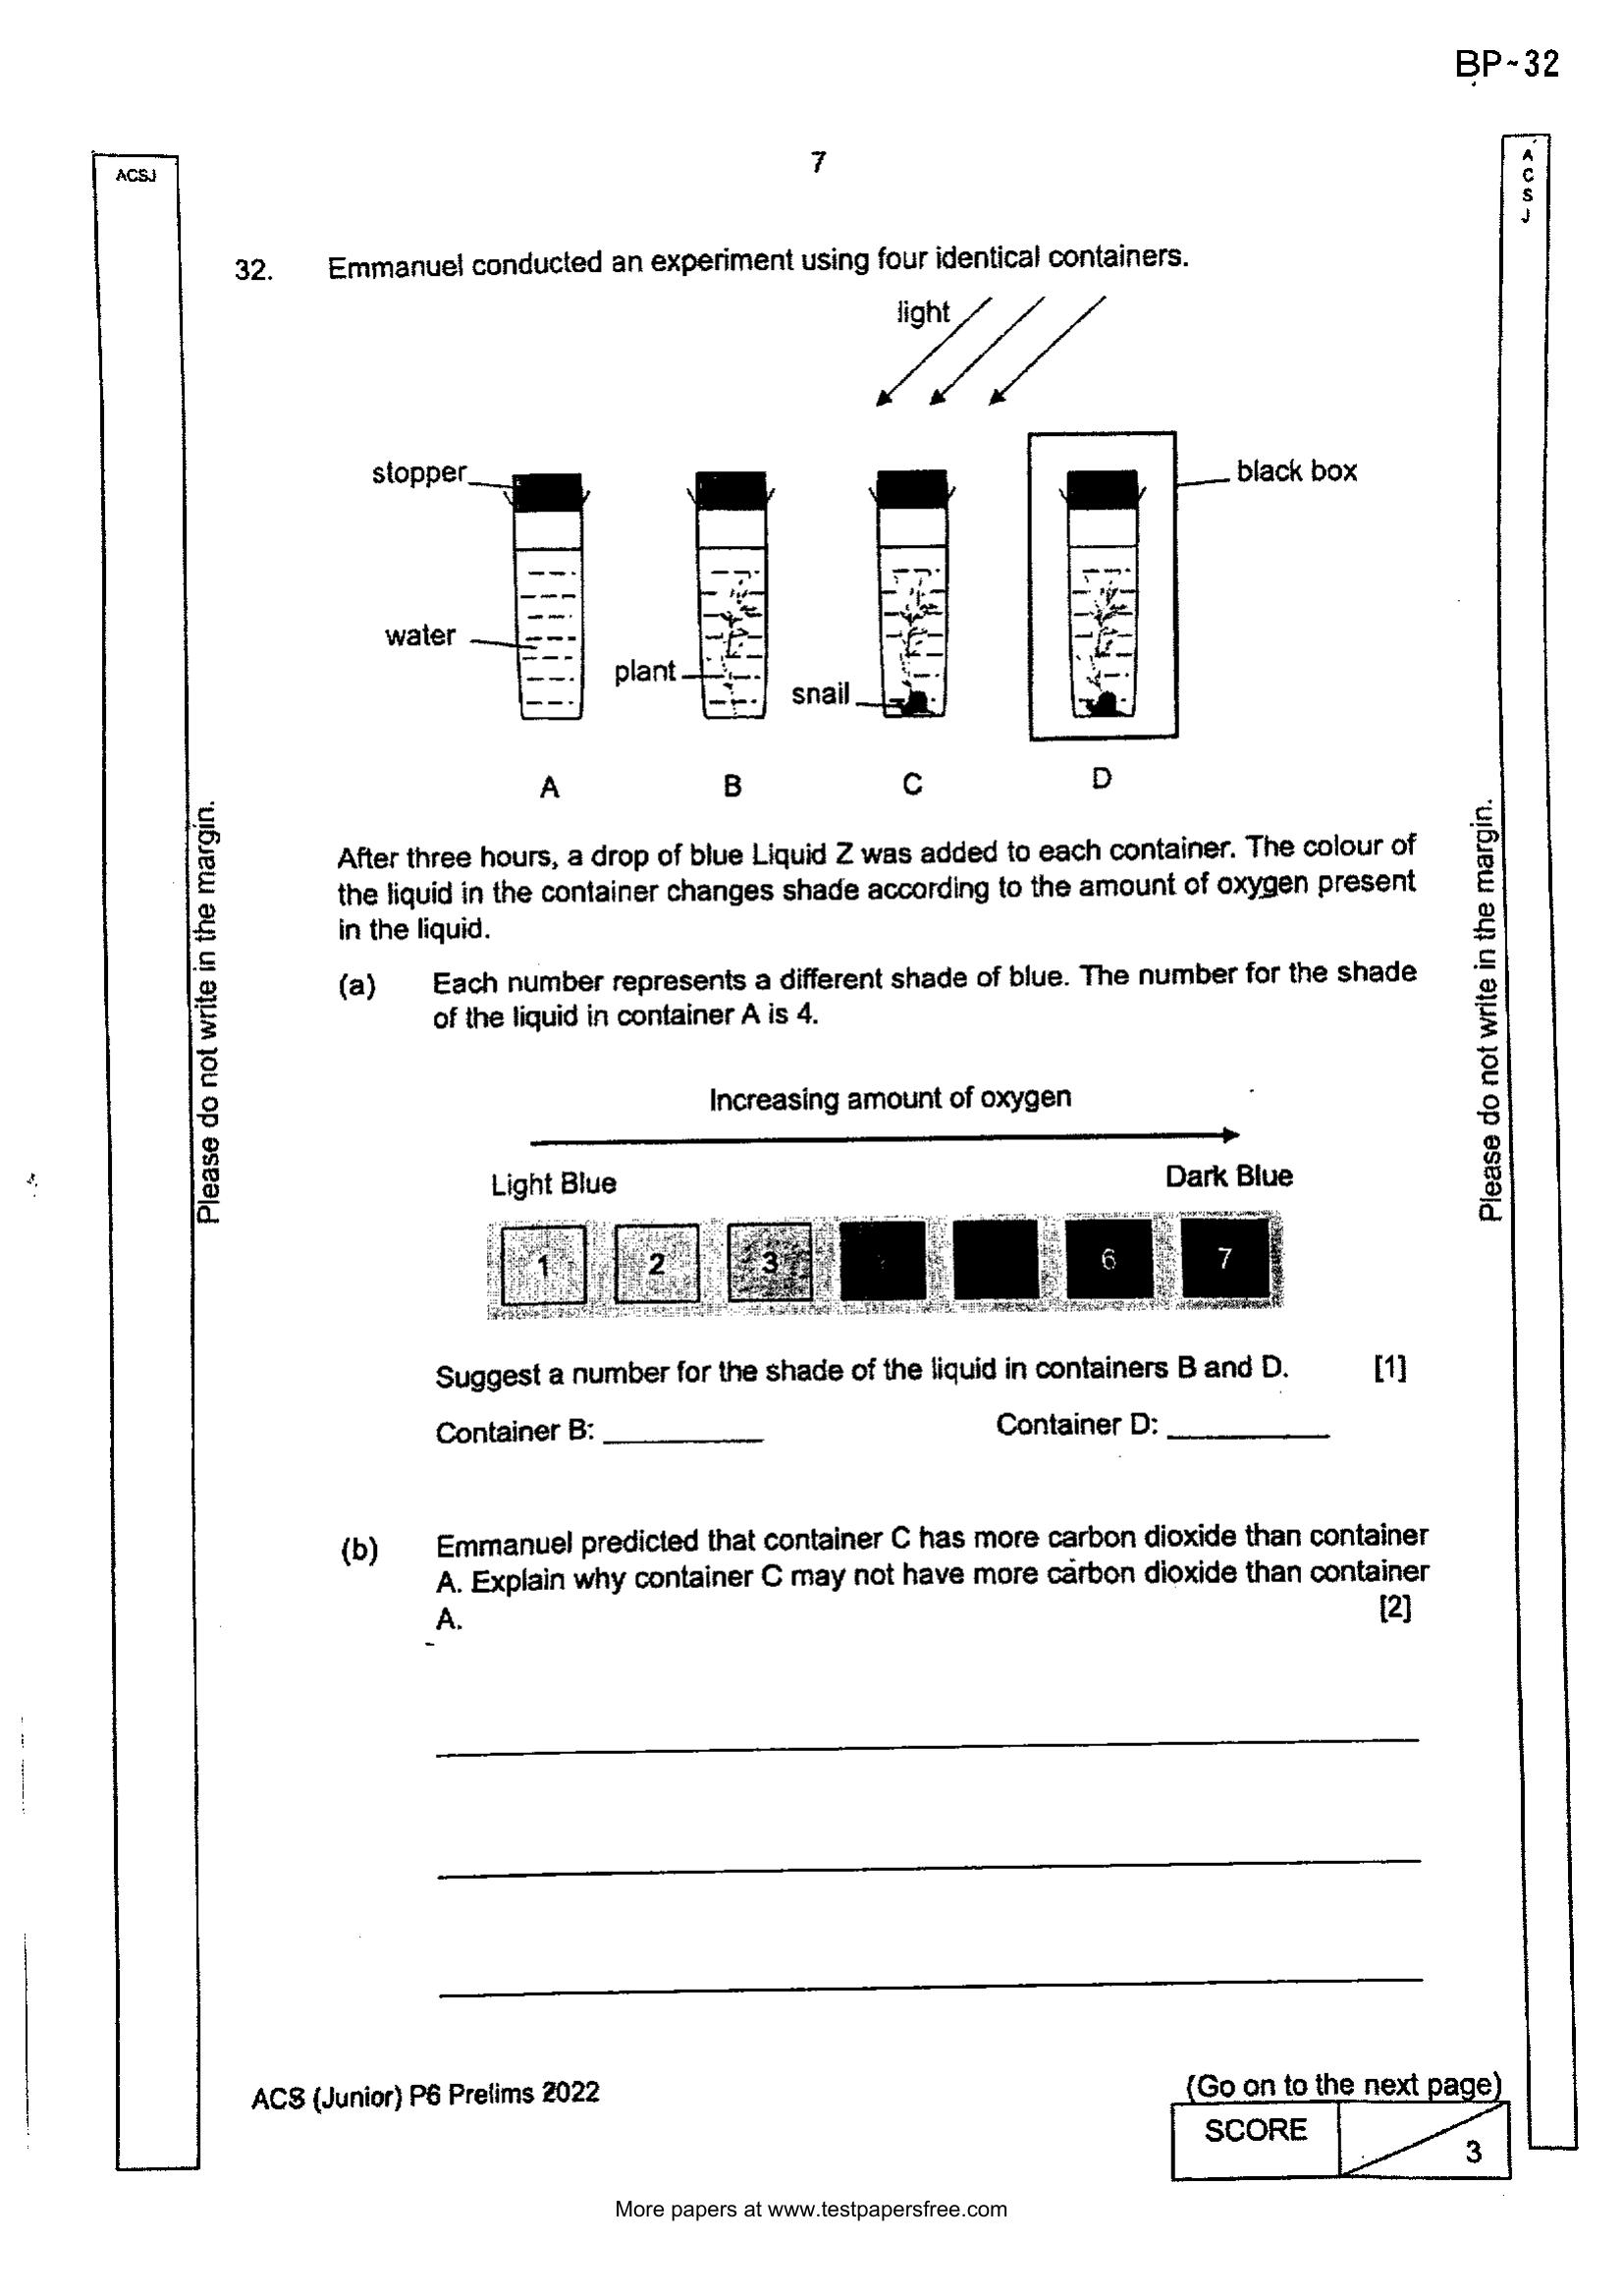 BP-32
7
ACSJ
A
C
S
J
32. Emmanuel conducted an experiment using four identical containers.
light
stopper
black box
water
plant
snail
A B C D
After three hours, a drop of blue Liquid Z was added to each container. The colour of
the liquid in the container changes shade according to the amount of oxygen present
in the liquid.
(a) Each number represents a different shade of blue. The number for the shade
of the liquid in container A is 4.
Increasing amount of oxygen
Light Blue Dark Blue
1 2 3 6 7
Suggest a number for the shade of the liquid in containers B and D. [1]
Container B: Container D:
(b) Emmanuel predicted that container C has more carbon dioxide than container
A. Explain why container C may not have more carbon dioxide than container
A. [2]
Please do not write in the margin.
Please do not write in the margin.
ACS (Junior) P6 Prelims 2022
(Go on to the next page)
SCORE
3
More papers at www.testpapersfree.com